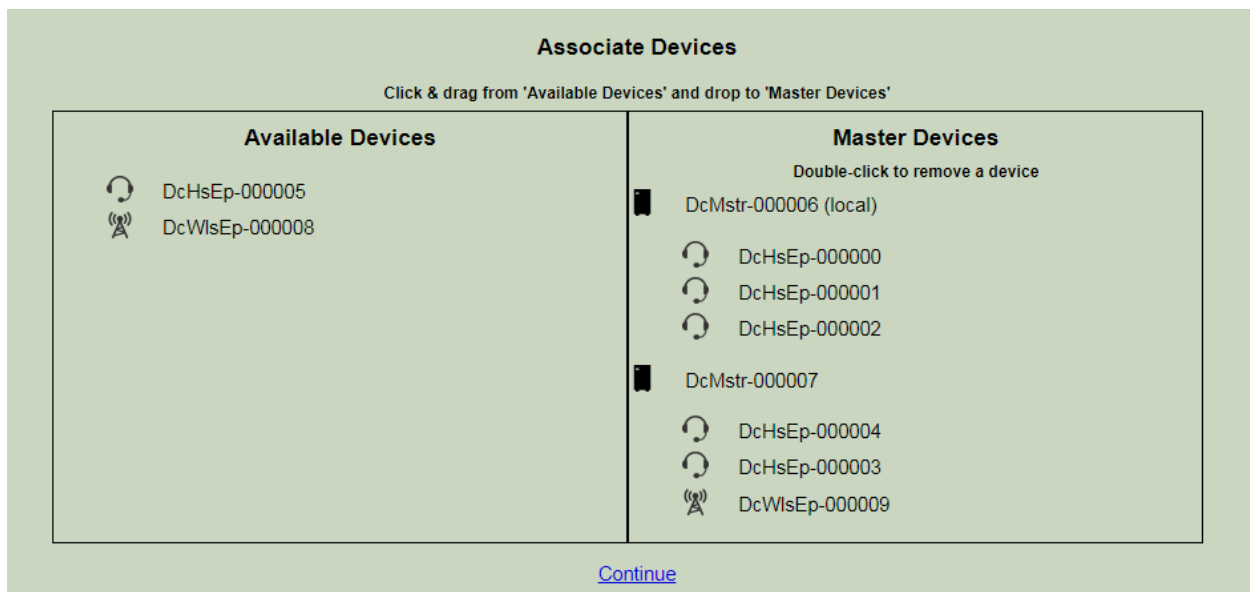 Associate Devices
Click & drag from 'Available Devices' and drop to 'Master Devices'
Available Devices
DcHsEp-000005
DcWlsEp-000008
Master Devices
Double-click to remove a device
DcMstr-000006 (local)
DcHsEp-000000
DcHsEp-000001
DcHsEp-000002
DcMstr-000007
DcHsEp-000004
DcHsEp-000003
DcWlsEp-000009
Continue